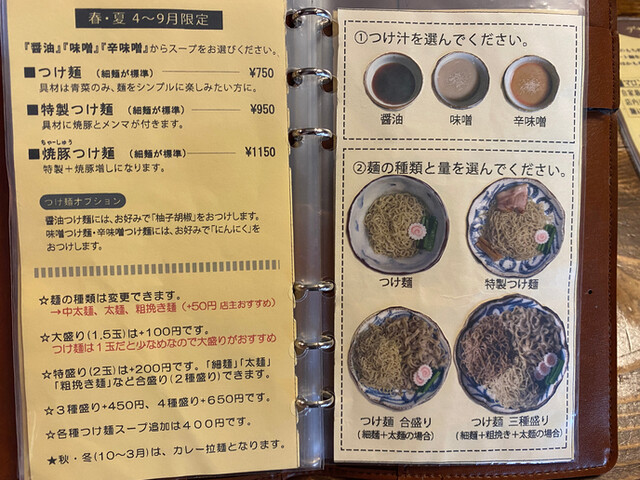 春・夏 4～9月限定
『醤油』『味噌』『辛味噌』からスープをお選びください。
■つけ麺 （細麺が標準） ¥750
具材は青菜のみ、麺をシンプルに楽しみたい方に。
■特製つけ麺 （細麺が標準） ¥950
具材に焼豚とメンマが付きます。
ちゃーしゅう
■焼豚つけ麺 （細麺が標準） ¥1150
特製＋焼豚増しになります。
つけ麺オプション
醤油つけ麺には、お好みで「柚子胡椒」をおつけします。
味噌つけ麺・辛味噌つけ麺には、お好みで「にんにく」を
おつけします。
☆麺の種類は変更できます。
→中太麺、太麺、粗挽き麺（+50円 店主おすすめ）
☆大盛り(1,5玉)は+100円です。
つけ麺は１玉だと少なめなので大盛りがおすすめ
☆特盛り(2玉)は+200円です。「細麺」「太麺」
「粗挽き麺」など合盛り(２種盛り)できます。
☆３種盛り+450円、４種盛り+650円です。
☆各種つけ麺スープ追加は４００円です。
★秋・冬(10～3月)は、カレー拉麺となります。
①つけ汁を選んでください。
醤油 味噌 辛味噌
②麺の種類と量を選んでください。
つけ麺 特製つけ麺
つけ麺 合盛り つけ麺 三種盛り
(細麺＋太麺の場合) (細麺＋粗挽き＋太麺の場合)